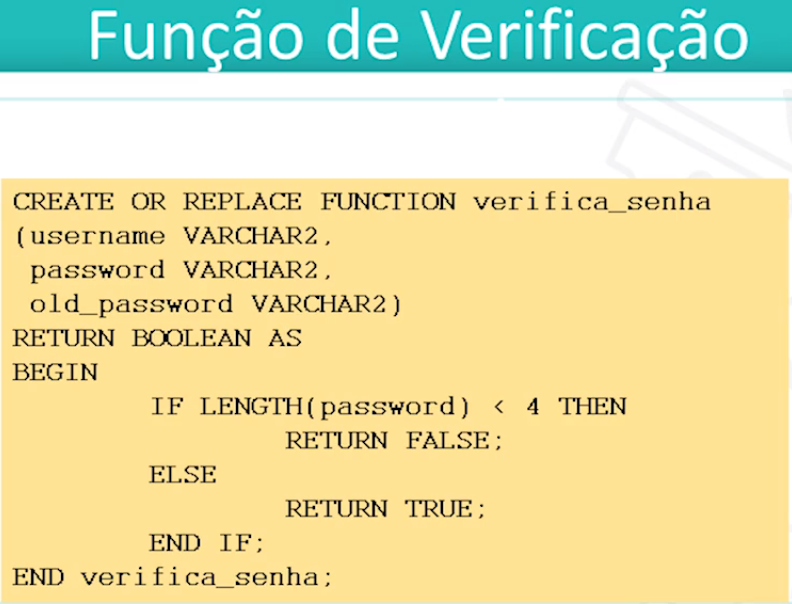 Função de Verificação
CREATE OR REPLACE FUNCTION verifica_senha
(username VARCHAR2,
password VARCHAR2,
old_password VARCHAR2)
RETURN BOOLEAN AS
BEGIN
IF LENGTH(password) < 4 THEN
RETURN FALSE;
ELSE
RETURN TRUE;
END IF;
END verifica_senha;